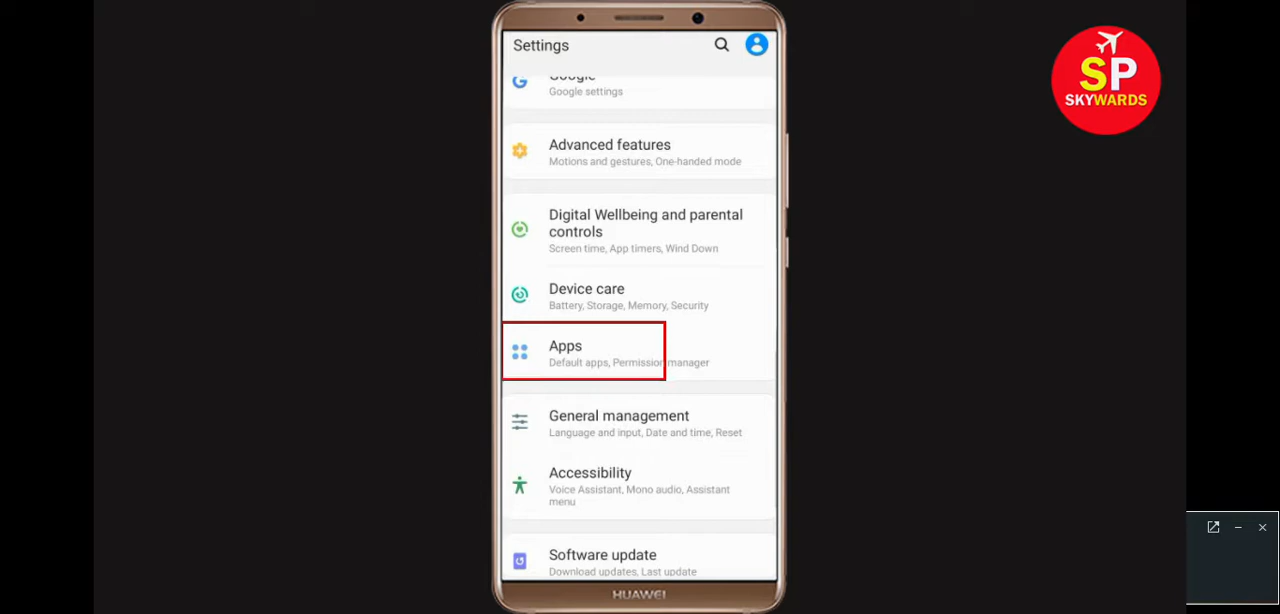 Settings
Google
Google settings
Advanced features
Motions and gestures, One-handed mode
Digital Wellbeing and parental
controls
Screen time, App timers, Wind Down
Device care
Battery, Storage, Memory, Security
Apps
Default apps, Permission manager
General management
Language and input, Date and time, Reset
Accessibility
Voice Assistant, Mono audio, Assistant
menu
Software update
Download updates, Last update
HUAWEI
SP
SKYWARDS